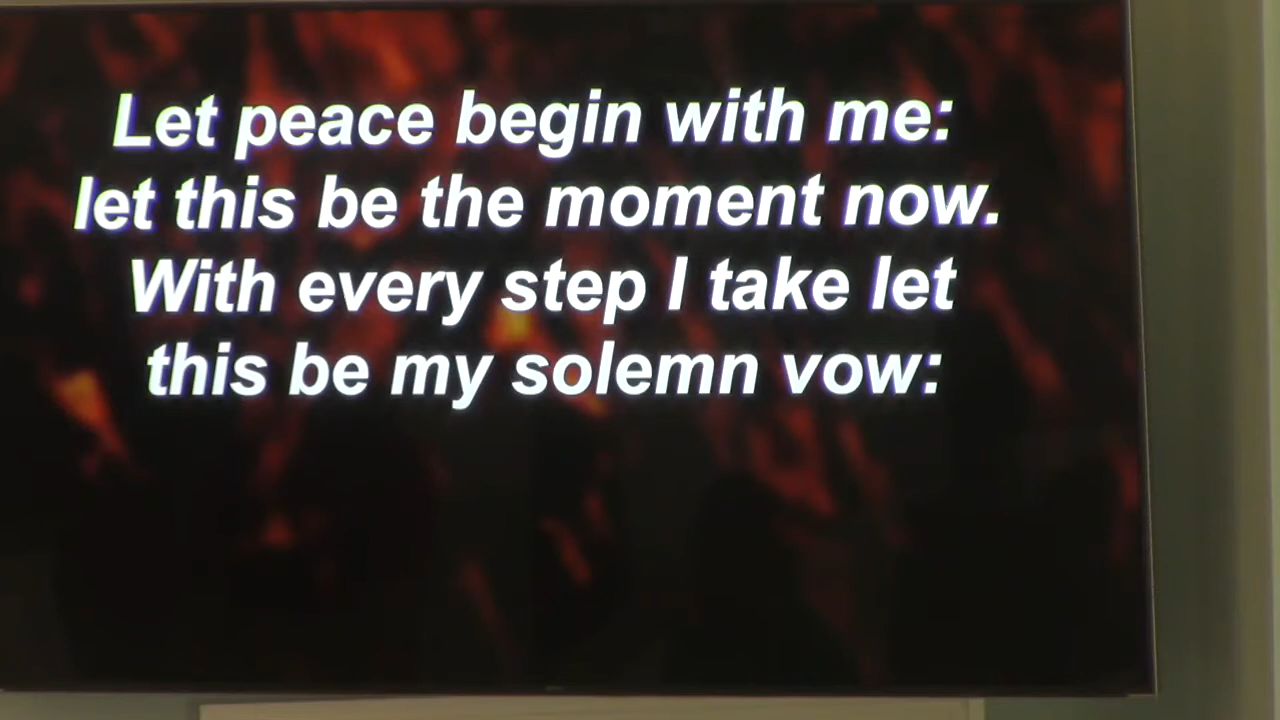 Let peace begin with me:
let this be the moment now.
With every step I take let
this be my solemn vow: